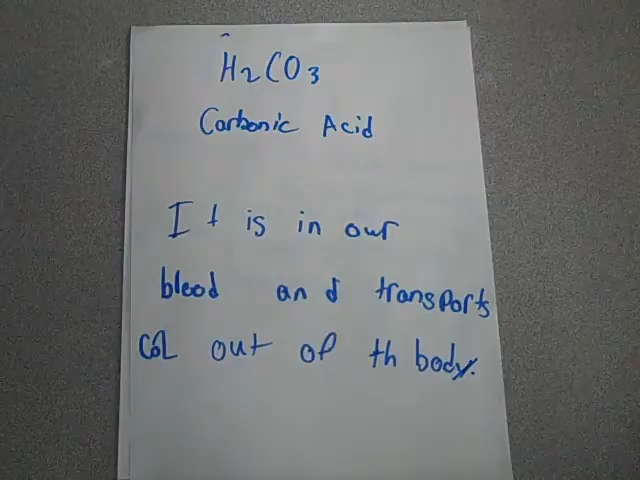 H2CO3
Carbonic Acid
It is in our
blood and transports
CO2 out of th body.